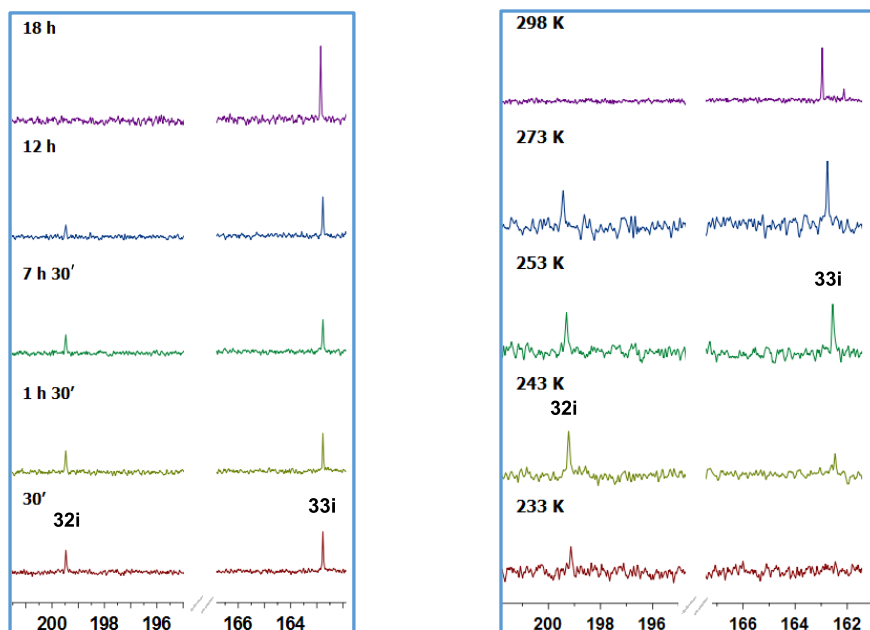 18 h
12 h
7 h 30′
1 h 30′
30′
32i
33i
200 198 196 166 164
298 K
273 K
253 K
33i
243 K
32i
233 K
200 198 196 166 164 162